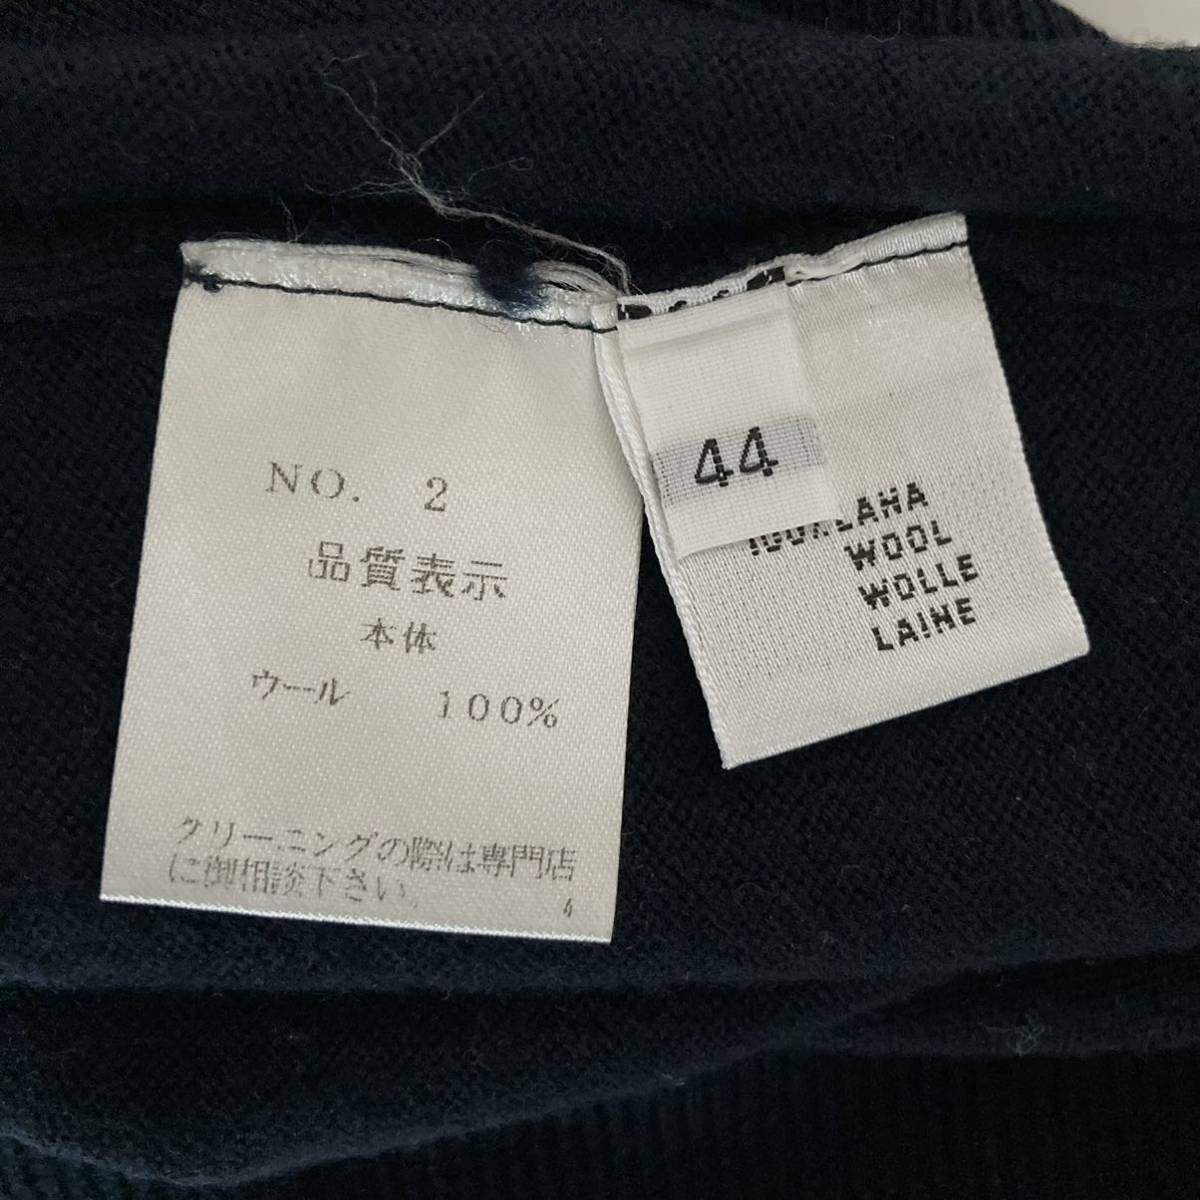 NO. 2
品質表示
本体
ウール 100%
クリーニングの際は専門店
に御相談下さい。
4
44
100% LANA
WOOL
WOLLE
LAINE